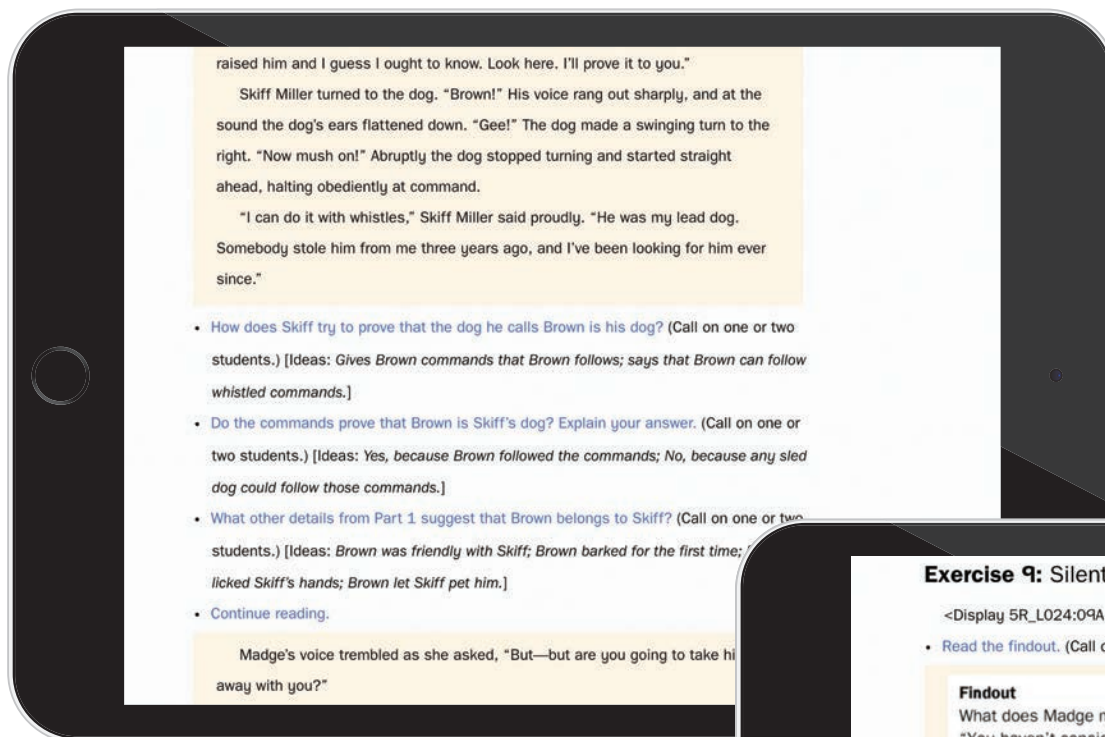 raised him and I guess I ought to know. Look here. I'll prove it to you."
Skiff Miller turned to the dog. "Brown!" His voice rang out sharply, and at the
sound the dog's ears flattened down. "Gee!" The dog made a swinging turn to the
right. "Now mush on!" Abruptly the dog stopped turning and started straight
ahead, halting obediently at command.
"I can do it with whistles," Skiff Miller said proudly. "He was my lead dog.
Somebody stole him from me three years ago, and I've been looking for him ever
since."
• How does Skiff try to prove that the dog he calls Brown is his dog? (Call on one or two
students.) [Ideas: Gives Brown commands that Brown follows; says that Brown can follow
whistled commands.]
• Do the commands prove that Brown is Skiff's dog? Explain your answer. (Call on one or
two students.) [Ideas: Yes, because Brown followed the commands; No, because any sled
dog could follow those commands.]
• What other details from Part 1 suggest that Brown belongs to Skiff? (Call on one or two
students.) [Ideas: Brown was friendly with Skiff; Brown barked for the first time;
licked Skiff's hands; Brown let Skiff pet him.]
• Continue reading.
Madge's voice trembled as she asked, "But—but are you going to take
away with you?"
Exercise 9: Silent
<Display 5R_L024:09A
• Read the findout. (Call
Findout
What does Madge
"You haven't